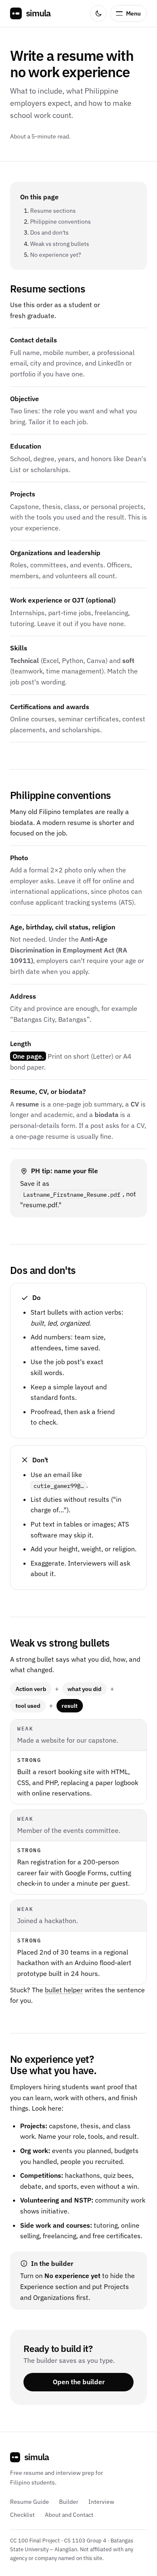 simula
Menu
Write a resume with
no work experience
What to include, what Philippine
employers expect, and how to make
school work count.
About a 5-minute read.
On this page
1. Resume sections
2. Philippine conventions
3. Dos and don'ts
4. Weak vs strong bullets
5. No experience yet?
Resume sections
Use this order as a student or
fresh graduate.
Contact details
Full name, mobile number, a professional
email, city and province, and LinkedIn or
portfolio if you have one.
Objective
Two lines: the role you want and what you
bring. Tailor it to each job.
Education
School, degree, years, and honors like Dean's
List or scholarships.
Projects
Capstone, thesis, class, or personal projects,
with the tools you used and the result. This is
your experience.
Organizations and leadership
Roles, committees, and events. Officers,
members, and volunteers all count.
Work experience or OJT (optional)
Internships, part-time jobs, freelancing,
tutoring. Leave it out if you have none.
Skills
Technical (Excel, Python, Canva) and soft
(teamwork, time management). Match the
job post's wording.
Certifications and awards
Online courses, seminar certificates, contest
placements, and scholarships.
Philippine conventions
Many old Filipino templates are really a
biodata. A modern resume is shorter and
focused on the job.
Photo
Add a formal 2×2 photo only when the
employer asks. Leave it off for online and
international applications, since photos can
confuse applicant tracking systems (ATS).
Age, birthday, civil status, religion
Not needed. Under the Anti-Age
Discrimination in Employment Act (RA
10911), employers can't require your age or
birth date when you apply.
Address
City and province are enough, for example
"Batangas City, Batangas".
Length
One page. Print on short (Letter) or A4
bond paper.
Resume, CV, or biodata?
A resume is a one-page job summary, a CV is
longer and academic, and a biodata is a
personal-details form. If a post asks for a CV,
a one-page resume is usually fine.
PH tip: name your file
Save it as
Lastname_Firstname_Resume.pdf, not
"resume.pdf."
Dos and don'ts
Do
• Start bullets with action verbs:
built, led, organized.
• Add numbers: team size,
attendees, time saved.
• Use the job post's exact
skill words.
• Keep a simple layout and
standard fonts.
• Proofread, then ask a friend
to check.
Don't
• Use an email like
cutie_gamer99@….
• List duties without results ("in
charge of…").
• Put text in tables or images; ATS
software may skip it.
• Add your height, weight, or religion.
• Exaggerate. Interviewers will ask
about it.
Weak vs strong bullets
A strong bullet says what you did, how, and
what changed.
Action verb + what you did +
tool used + result
WEAK
Made a website for our capstone.
STRONG
Built a resort booking site with HTML,
CSS, and PHP, replacing a paper logbook
with online reservations.
WEAK
Member of the events committee.
STRONG
Ran registration for a 200-person
career fair with Google Forms, cutting
check-in to under a minute per guest.
WEAK
Joined a hackathon.
STRONG
Placed 2nd of 30 teams in a regional
hackathon with an Arduino flood-alert
prototype built in 24 hours.
Stuck? The bullet helper writes the sentence
for you.
No experience yet?
Use what you have.
Employers hiring students want proof that
you can learn, work with others, and finish
things. Look here:
• Projects: capstone, thesis, and class
work. Name your role, tools, and result.
• Org work: events you planned, budgets
you handled, people you recruited.
• Competitions: hackathons, quiz bees,
debate, and sports, even without a win.
• Volunteering and NSTP: community work
shows initiative.
• Side work and courses: tutoring, online
selling, freelancing, and free certificates.
In the builder
Turn on No experience yet to hide the
Experience section and put Projects
and Organizations first.
Ready to build it?
The builder saves as you type.
Open the builder
simula
Free resume and interview prep for
Filipino students.
Resume Guide Builder Interview
Checklist About and Contact
CC 100 Final Project · CS 1103 Group 4 · Batangas
State University – Alangilan. Not affiliated with any
agency or company named on this site.